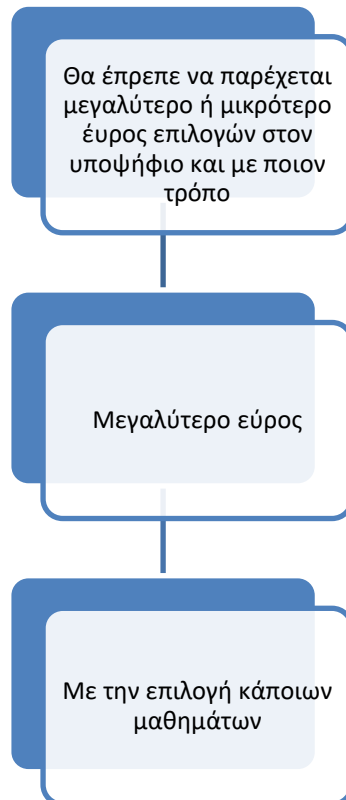 Θα έπρεπε να παρέχεται
μεγαλύτερο ή μικρότερο
έυρος επιλογών στον
υποψήφιο και με ποιον
τρόπο
Μεγαλύτερο εύρος
Με την επιλογή κάποιων
μαθημάτων